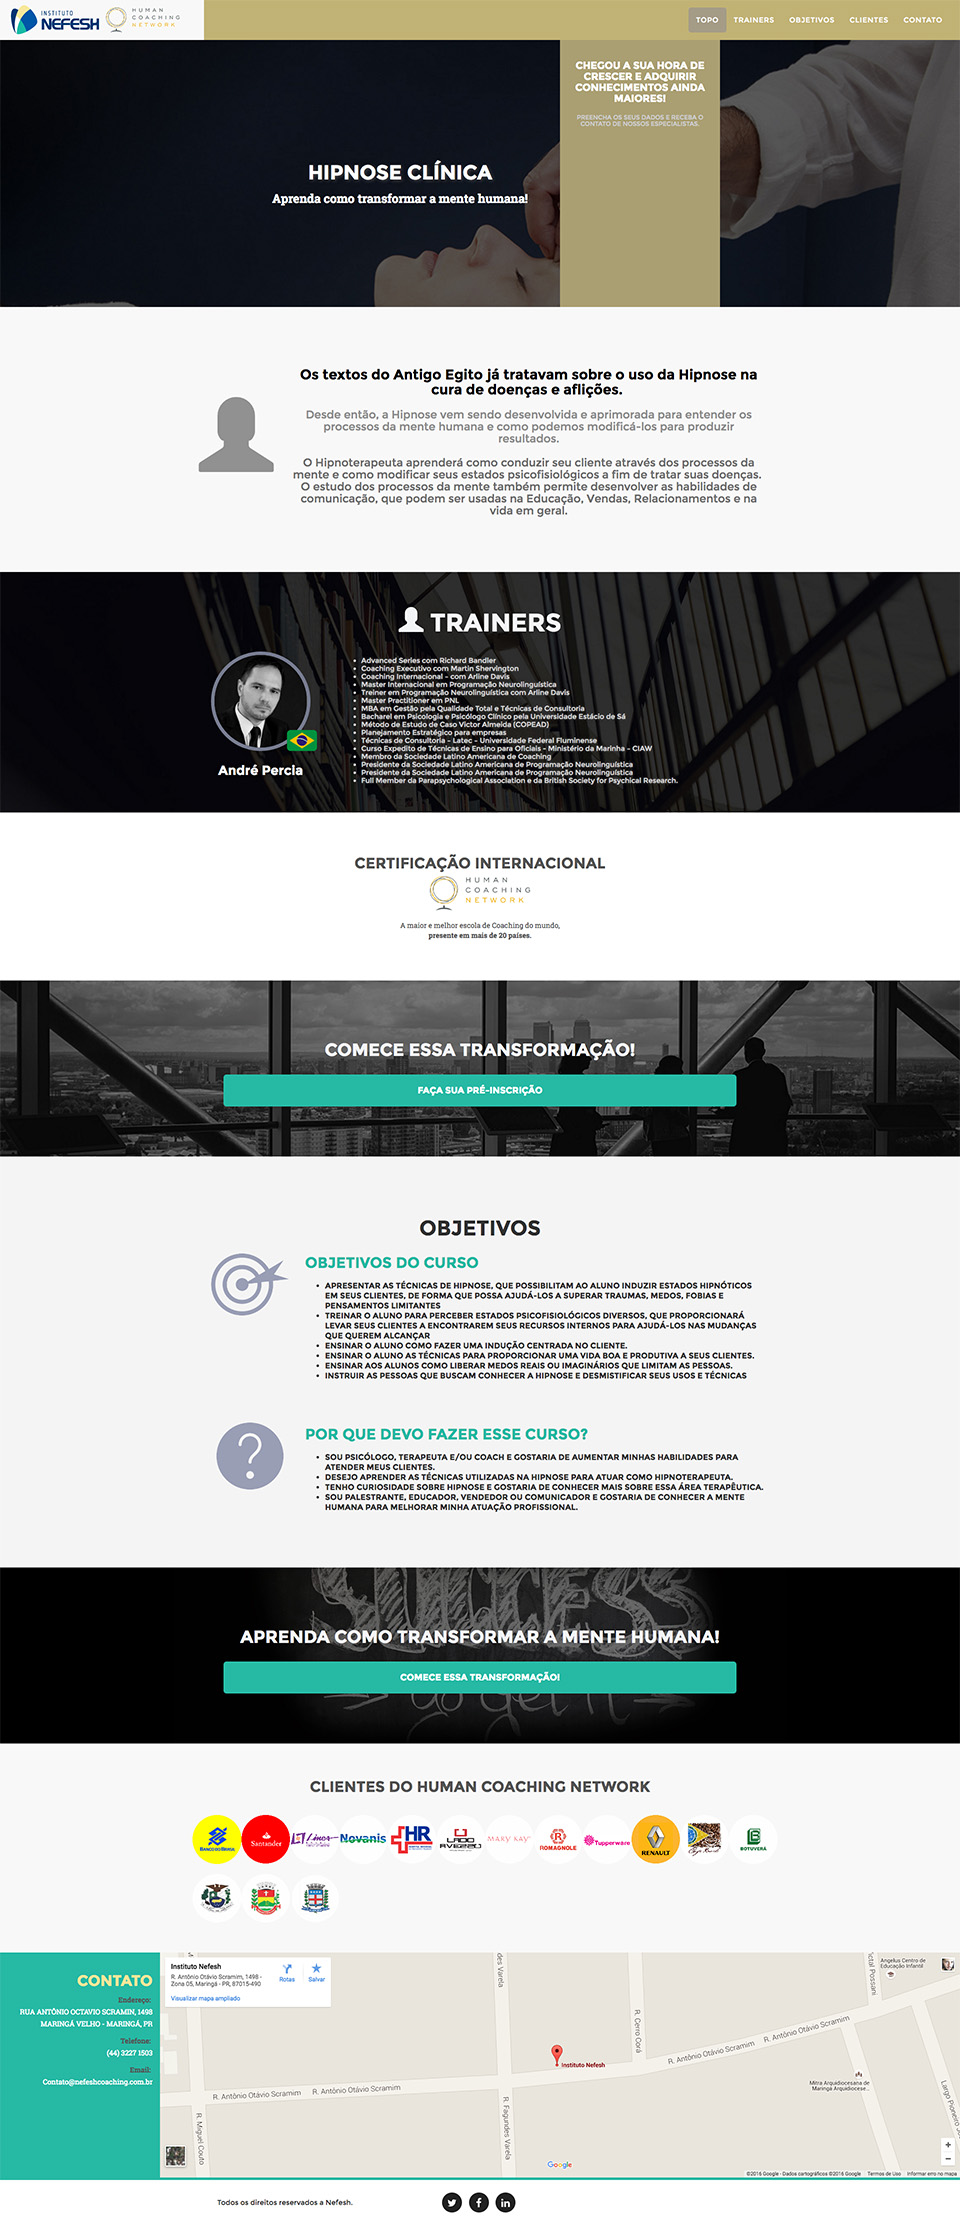 INSTITUTO
NEFESH
HUMAN
COACHING
NETWORK
TOPO
TRAINERS
OBJETIVOS
CLIENTES
CONTATO
CHEGOU A SUA HORA DE
CRESCER E ADQUIRIR
CONHECIMENTOS AINDA
MAIORES!
PREENCHA OS SEUS DADOS E RECEBA O
CONTATO DE NOSSOS ESPECIALISTAS.
HIPNOSE CLÍNICA
Aprenda como transformar a mente humana!
Os textos do Antigo Egito já tratavam sobre o uso da Hipnose na
cura de doenças e aflições.
Desde então, a Hipnose vem sendo desenvolvida e aprimorada para entender os
processos da mente humana e como podemos modificá-los para produzir
resultados.
O Hipnoterapeuta aprenderá como conduzir seu cliente através dos processos da
mente e como modificar seus estados psicofisiológicos a fim de tratar suas doenças.
O estudo dos processos da mente também permite desenvolver as habilidades de
comunicação, que podem ser usadas na Educação, Vendas, Relacionamentos e na
vida em geral.
TRAINERS
Advanced Series com Richard Bandler
Coaching Executivo com Martin Shervington
Coaching Internacional - com Arline Davis
Master Internacional em Programação Neurolinguística
Treiner em Programação Neurolinguística com Arline Davis
Master Practitioner em PNL
MBA em Gestão pela Qualidade Total e Técnicas de Consultoria
Bacharel em Psicologia e Psicólogo Clínico pela Universidade Estácio de Sá
Método de Estudo de Caso Victor Almeida (COPEAD)
Planejamento Estratégico para empresas
Técnicas de Consultoria - Latec - Universidade Federal Fluminense
Curso Expedito de Técnicas de Ensino para Oficiais - Ministério da Marinha - CIAW
Membro da Sociedade Latino Americana de Coaching
Presidente da Sociedade Latino Americana de Programação Neurolinguística
Presidente da Sociedade Latino Americana de Programação Neurolinguística
Full Member da Parapsychological Association e da British Society for Psychical Research.
André Percia
CERTIFICAÇÃO INTERNACIONAL
HUMAN
COACHING
NETWORK
A maior e melhor escola de Coaching do mundo,
presente em mais de 20 países.
COMECE ESSA TRANSFORMAÇÃO!
FAÇA SUA PRÉ-INSCRIÇÃO
OBJETIVOS
OBJETIVOS DO CURSO
APRESENTAR AS TÉCNICAS DE HIPNOSE, QUE POSSIBILITAM AO ALUNO INDUZIR ESTADOS HIPNÓTICOS
EM SEUS CLIENTES, DE FORMA QUE POSSA AJUDÁ-LOS A SUPERAR TRAUMAS, MEDOS, FOBIAS E
PENSAMENTOS LIMITANTES
TREINAR O ALUNO PARA PERCEBER ESTADOS PSICOFISIOLÓGICOS DIVERSOS, QUE PROPORCIONARÁ
LEVAR SEUS CLIENTES A ENCONTRAREM SEUS RECURSOS INTERNOS PARA AJUDÁ-LOS NAS MUDANÇAS
QUE QUEREM ALCANÇAR
ENSINAR O ALUNO COMO FAZER UMA INDUÇÃO CENTRADA NO CLIENTE.
ENSINAR O ALUNO AS TÉCNICAS PARA PROPORCIONAR UMA VIDA BOA E PRODUTIVA A SEUS CLIENTES.
ENSINAR AOS ALUNOS COMO LIBERAR MEDOS REAIS OU IMAGINÁRIOS QUE LIMITAM AS PESSOAS.
INSTRUIR AS PESSOAS QUE BUSCAM CONHECER A HIPNOSE E DESMISTIFICAR SEUS USOS E TÉCNICAS
POR QUE DEVO FAZER ESSE CURSO?
SOU PSICÓLOGO, TERAPEUTA E/OU COACH E GOSTARIA DE AUMENTAR MINHAS HABILIDADES PARA
ATENDER MEUS CLIENTES.
DESEJO APRENDER AS TÉCNICAS UTILIZADAS NA HIPNOSE PARA ATUAR COMO HIPNOTERAPEUTA.
TENHO CURIOSIDADE SOBRE HIPNOSE E GOSTARIA DE CONHECER MAIS SOBRE ESSA ÁREA TERAPÊUTICA.
SOU PALESTRANTE, EDUCADOR, VENDEDOR OU COMUNICADOR E GOSTARIA DE CONHECER A MENTE
HUMANA PARA MELHORAR MINHA ATUAÇÃO PROFISSIONAL.
APRENDA COMO TRANSFORMAR A MENTE HUMANA!
COMECE ESSA TRANSFORMAÇÃO!
go get it
CLIENTES DO HUMAN COACHING NETWORK
BANCO DO BRASIL
Santander
Novanis
HR
MARY KAY
ROMAGNOLE
Tupperware
RENAULT
BOTUVERÁ
CONTATO
Endereço:
RUA ANTÔNIO OCTAVIO SCRAMIN, 1498
MARINGÁ VELHO - MARINGÁ, PR
Telefone:
(44) 3227 1503
Email:
Contato@nefeshcoaching.com.br
Instituto Nefesh
R. Antônio Otávio Scramim, 1498 -
Zona 05, Maringá - PR, 87015-490
Visualizar mapa ampliado
Rotas
Salvar
des Varela
R. Cerro Corá
Angelus Centro de
Educação Infantil
R. Antônio Otávio Scramim
R. Antônio Otávio Scramim
Instituto Nefesh
Mitra Arquidiocesana de
Maringá Arquidiocese...
R. Antônio Otávio Scramim
R. Antônio Otávio Scramim
R. Miguel Couto
R. Fagundes Varela
Largo Pioneiro
Google
©2016 Google - Dados cartográficos ©2016 Google
Termos de Uso
Informar erro no mapa
Todos os direitos reservados a Nefesh.